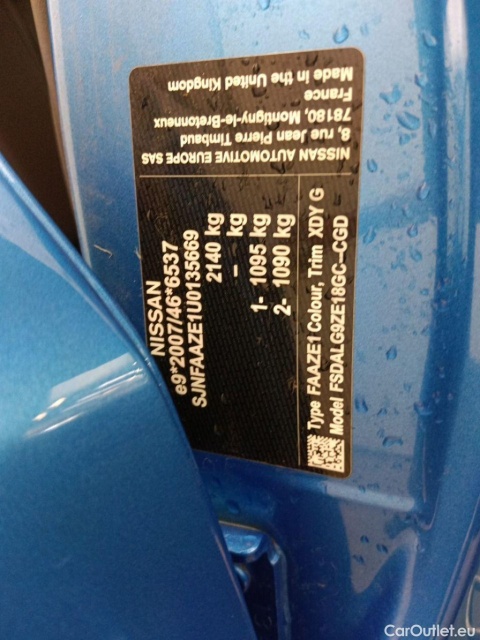 NISSAN
e9*2007/46*6537
SJNFAAZE1U0135669
2140 kg
– kg
1- 1095 kg
2- 1090 kg
Type FAAZE1 Colour, Trim XDY G
Model FSDALG9ZE18GC--CGD
NISSAN AUTOMOTIVE EUROPE SAS
8, rue Jean Pierre Timbaud
78180, Montigny-le-Bretonneux
France
Made in the United Kingdom
CarOutlet.eu